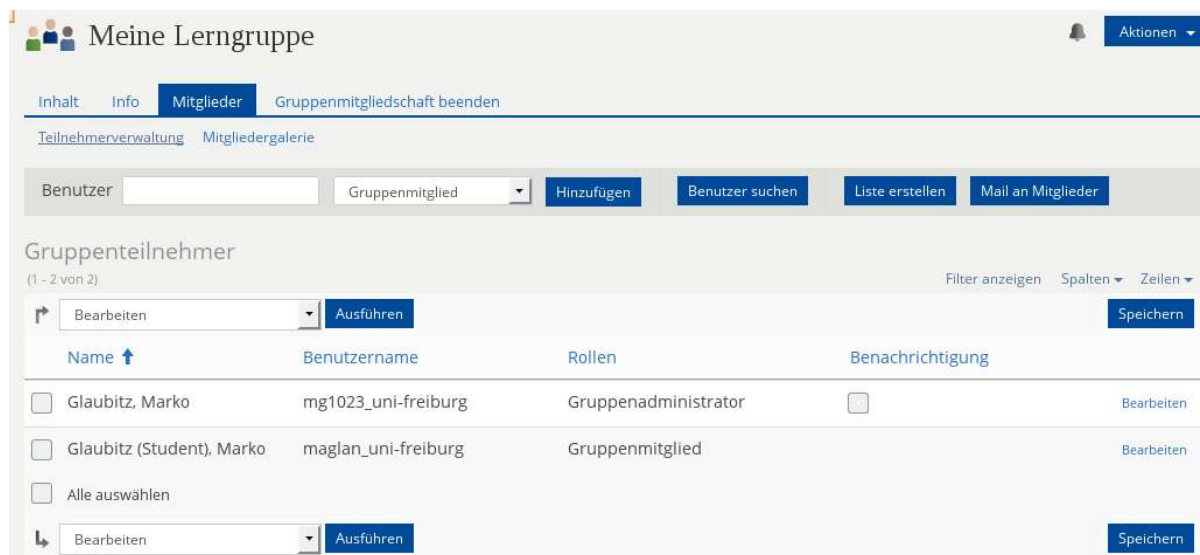 Meine Lerngruppe
Aktionen
Inhalt Info Mitglieder Gruppenmitgliedschaft beenden
Teilnehmerverwaltung Mitgliedergalerie
Benutzer Gruppenmitglied Hinzufügen Benutzer suchen Liste erstellen Mail an Mitglieder
Gruppenteilnehmer
(1 - 2 von 2)
Filter anzeigen Spalten Zeilen
Bearbeiten Ausführen Speichern
Name Benutzername Rollen Benachrichtigung
Glaubitz, Marko mg1023_uni-freiburg Gruppenadministrator Bearbeiten
Glaubitz (Student), Marko maglan_uni-freiburg Gruppenmitglied Bearbeiten
Alle auswählen
Bearbeiten Ausführen Speichern